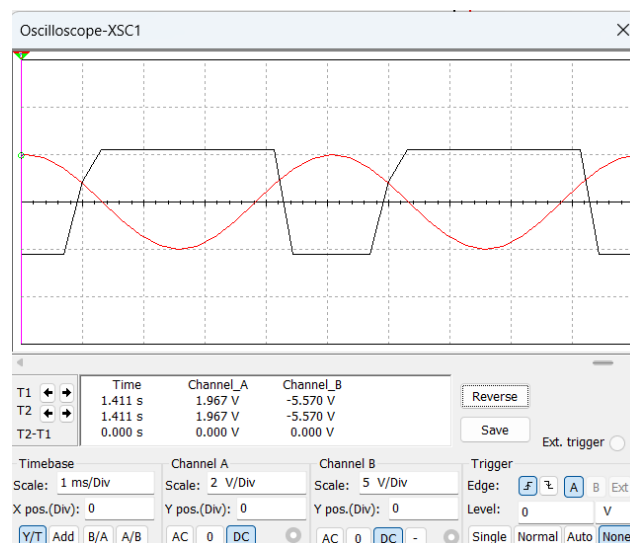 Oscilloscope-XSC1
Time Channel_A Channel_B
T1 1.411 s 1.967 V -5.570 V
T2 1.411 s 1.967 V -5.570 V
T2-T1 0.000 s 0.000 V 0.000 V
Reverse
Save
Ext. trigger
Timebase Channel A Channel B Trigger
Scale: 1 ms/Div Scale: 2 V/Div Scale: 5 V/Div Edge: A B Ext
X pos.(Div): 0 Y pos.(Div): 0 Y pos.(Div): 0 Level: 0 V
Y/T Add B/A A/B AC 0 DC AC 0 DC - Single Normal Auto None